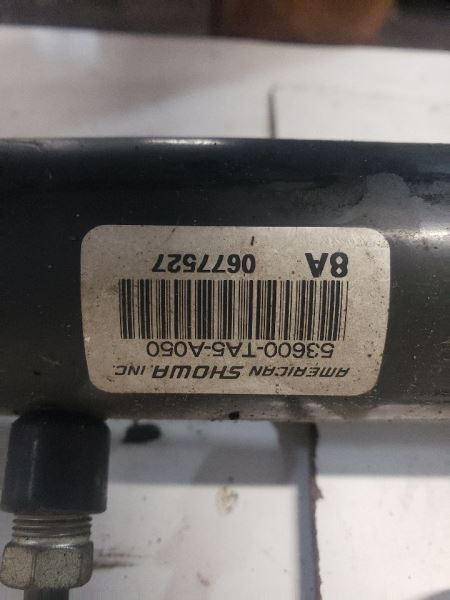 AMERICAN SHOWA, INC
53600-TA5-A050
8A 0677527